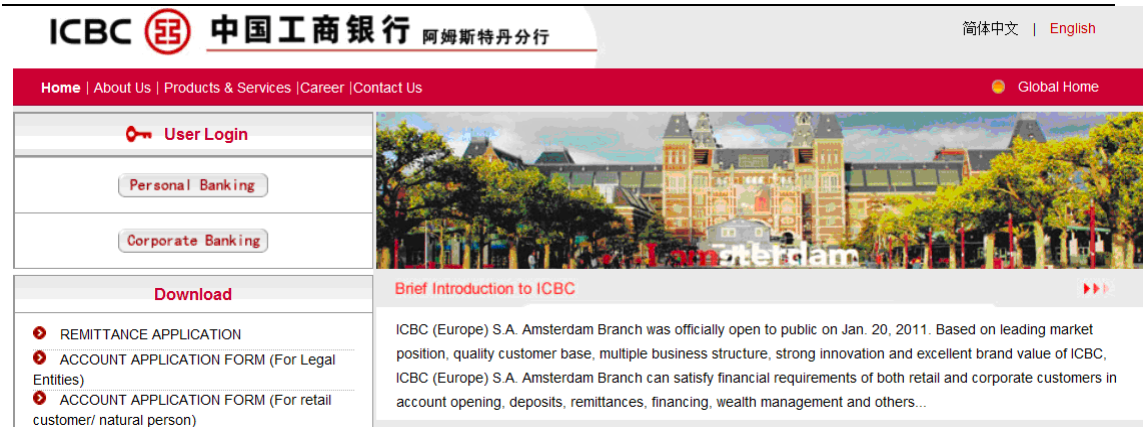 ICBC 中国工商银行 阿姆斯特丹分行
简体中文 | English
Home | About Us | Products & Services |Career |Contact Us
Global Home
User Login
Personal Banking
Corporate Banking
I amsterdam
Download
REMITTANCE APPLICATION
ACCOUNT APPLICATION FORM (For Legal
Entities)
ACCOUNT APPLICATION FORM (For retail
customer/ natural person)
Brief Introduction to ICBC
ICBC (Europe) S.A. Amsterdam Branch was officially open to public on Jan. 20, 2011. Based on leading market
position, quality customer base, multiple business structure, strong innovation and excellent brand value of ICBC,
ICBC (Europe) S.A. Amsterdam Branch can satisfy financial requirements of both retail and corporate customers in
account opening, deposits, remittances, financing, wealth management and others...